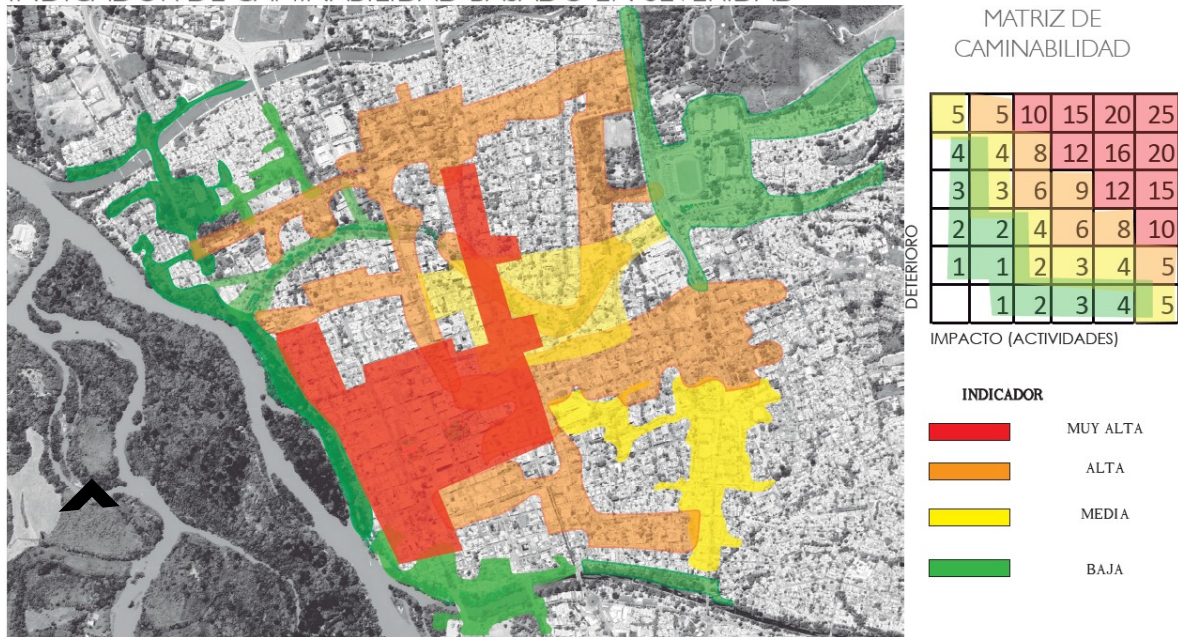 MATRIZ DE
CAMINABILIDAD
5 5 10 15 20 25
4 4 8 12 16 20
3 3 6 9 12 15
2 2 4 6 8 10
1 1 2 3 4 5
1 2 3 4 5
DETERIORO
IMPACTO (ACTIVIDADES)
INDICADOR
MUY ALTA
ALTA
MEDIA
BAJA